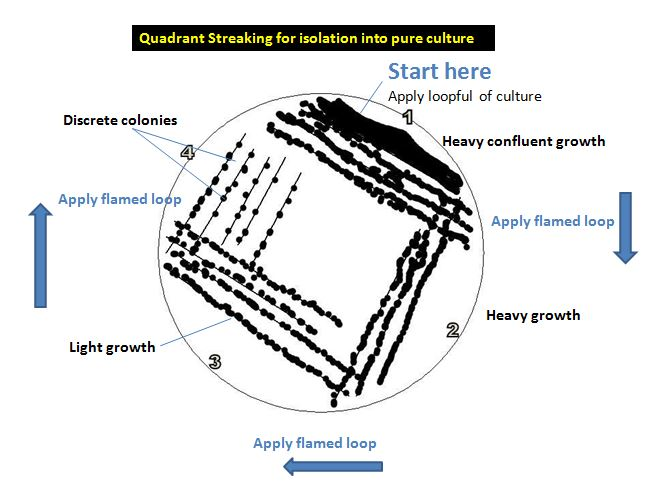 Quadrant Streaking for isolation into pure culture
Start here
Apply loopful of culture
1
Discrete colonies
Heavy confluent growth
4
Apply flamed loop
Apply flamed loop
Heavy growth
2
Light growth
3
Apply flamed loop